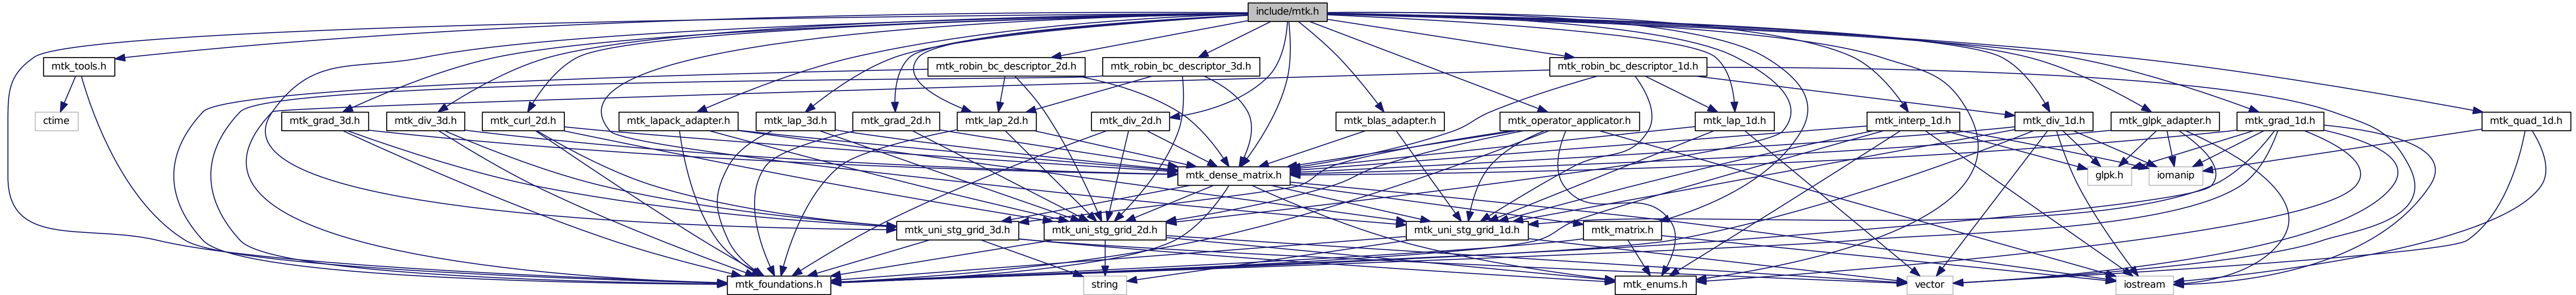 include/mtk.h
mtk_tools.h
mtk_robin_bc_descriptor_2d.h
mtk_robin_bc_descriptor_3d.h
mtk_robin_bc_descriptor_1d.h
ctime
mtk_grad_3d.h
mtk_div_3d.h
mtk_curl_2d.h
mtk_lapack_adapter.h
mtk_lap_3d.h
mtk_grad_2d.h
mtk_lap_2d.h
mtk_div_2d.h
mtk_blas_adapter.h
mtk_operator_applicator.h
mtk_lap_1d.h
mtk_interp_1d.h
mtk_div_1d.h
mtk_glpk_adapter.h
mtk_grad_1d.h
mtk_quad_1d.h
mtk_dense_matrix.h
glpk.h
iomanip
mtk_uni_stg_grid_3d.h
mtk_uni_stg_grid_2d.h
mtk_uni_stg_grid_1d.h
mtk_matrix.h
mtk_foundations.h
string
mtk_enums.h
vector
iostream